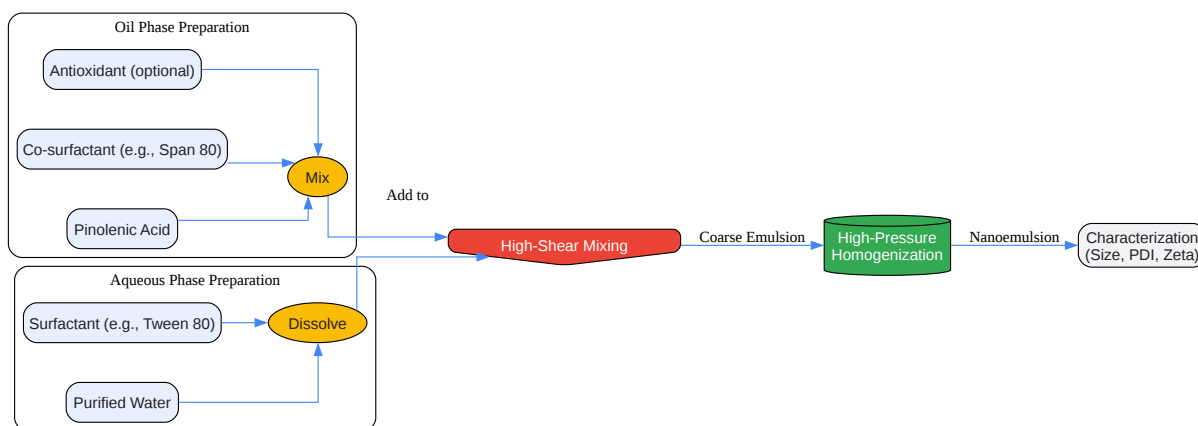 Oil Phase Preparation
Antioxidant (optional)
Co-surfactant (e.g., Span 80)
Mix
Pinolenic Acid
Add to
High-Shear Mixing
Coarse Emulsion
High-Pressure
Homogenization
Nanoemulsion
Characterization
(Size, PDI, Zeta)
Aqueous Phase Preparation
Surfactant (e.g., Tween 80)
Dissolve
Purified Water